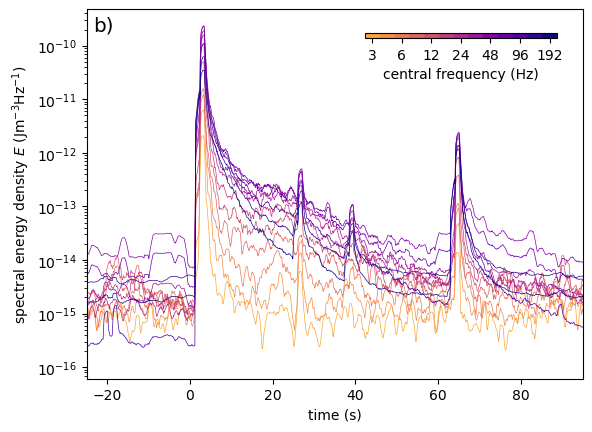 b)
3 6 12 24 48 96 192
central frequency (Hz)
spectral energy density E (Jm⁻³Hz⁻¹)
10⁻¹⁰
10⁻¹¹
10⁻¹²
10⁻¹³
10⁻¹⁴
10⁻¹⁵
10⁻¹⁶
−20 0 20 40 60 80
time (s)